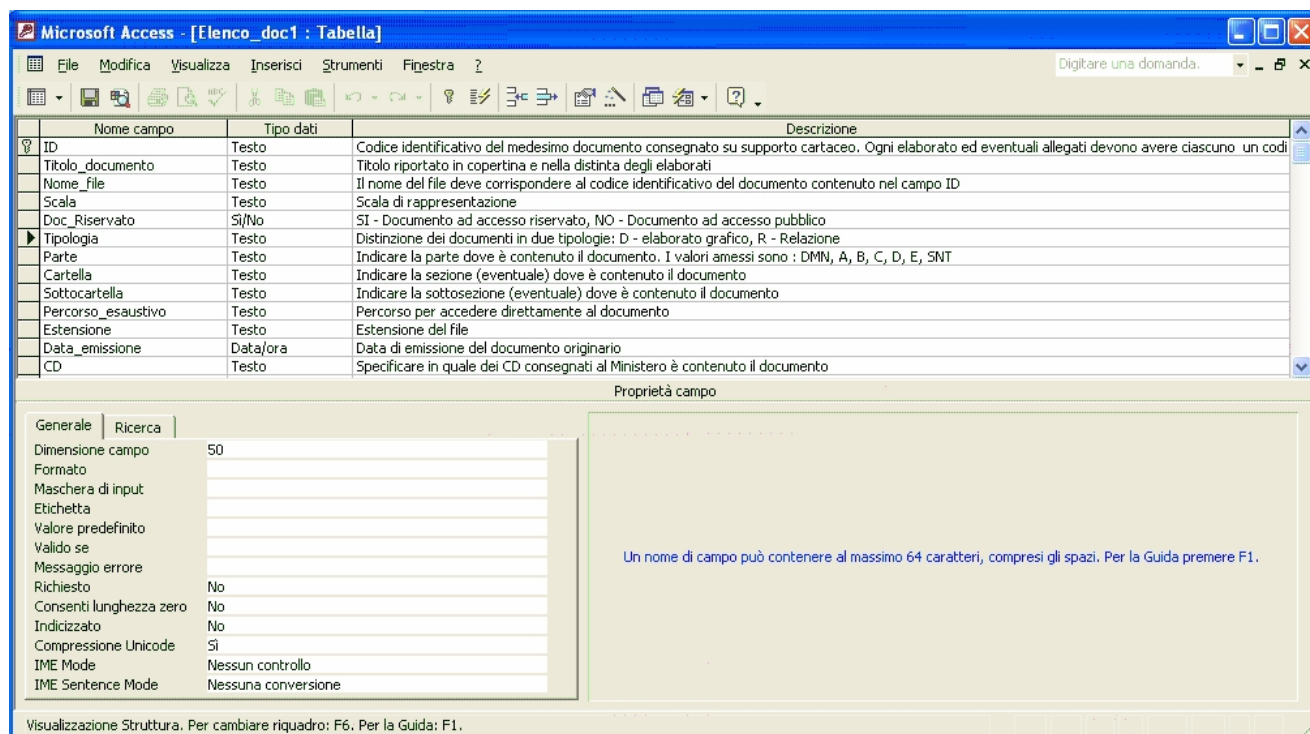 Microsoft Access - [Elenco_doc1 : Tabella]
File Modifica Visualizza Inserisci Strumenti Finestra ? Digitare una domanda.
Nome campo Tipo dati Descrizione
ID Testo Codice identificativo del medesimo documento consegnato su supporto cartaceo. Ogni elaborato ed eventuali allegati devono avere ciascuno un codi
Titolo_documento Testo Titolo riportato in copertina e nella distinta degli elaborati
Nome_file Testo Il nome del file deve corrispondere al codice identificativo del documento contenuto nel campo ID
Scala Testo Scala di rappresentazione
Doc_Riservato Sì/No SI - Documento ad accesso riservato, NO - Documento ad accesso pubblico
Tipologia Testo Distinzione dei documenti in due tipologie: D - elaborato grafico, R - Relazione
Parte Testo Indicare la parte dove è contenuto il documento. I valori amessi sono : DMN, A, B, C, D, E, SNT
Cartella Testo Indicare la sezione (eventuale) dove è contenuto il documento
Sottocartella Testo Indicare la sottosezione (eventuale) dove è contenuto il documento
Percorso_esaustivo Testo Percorso per accedere direttamente al documento
Estensione Testo Estensione del file
Data_emissione Data/ora Data di emissione del documento originario
CD Testo Specificare in quale dei CD consegnati al Ministero è contenuto il documento
Proprietà campo
Generale Ricerca
Dimensione campo 50
Formato
Maschera di input
Etichetta
Valore predefinito
Valido se
Messaggio errore
Richiesto No
Consenti lunghezza zero No
Indicizzato No
Compressione Unicode Sì
IME Mode Nessun controllo
IME Sentence Mode Nessuna conversione
Un nome di campo può contenere al massimo 64 caratteri, compresi gli spazi. Per la Guida premere F1.
Visualizzazione Struttura. Per cambiare riquadro: F6. Per la Guida: F1.